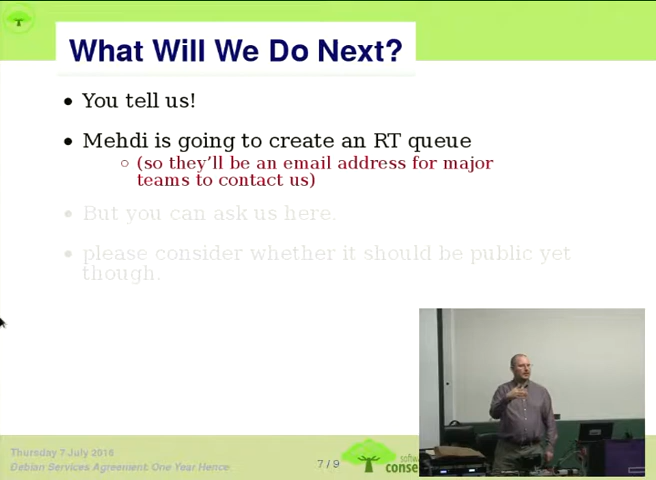 What Will We Do Next?
• You tell us!
• Mehdi is going to create an RT queue
○ (so they'll be an email address for major
teams to contact us)
• But you can ask us here.
• please consider whether it should be public yet
though.
Thursday 7 July 2016
Debian Services Agreement: One Year Hence
7 / 9
softw
conse